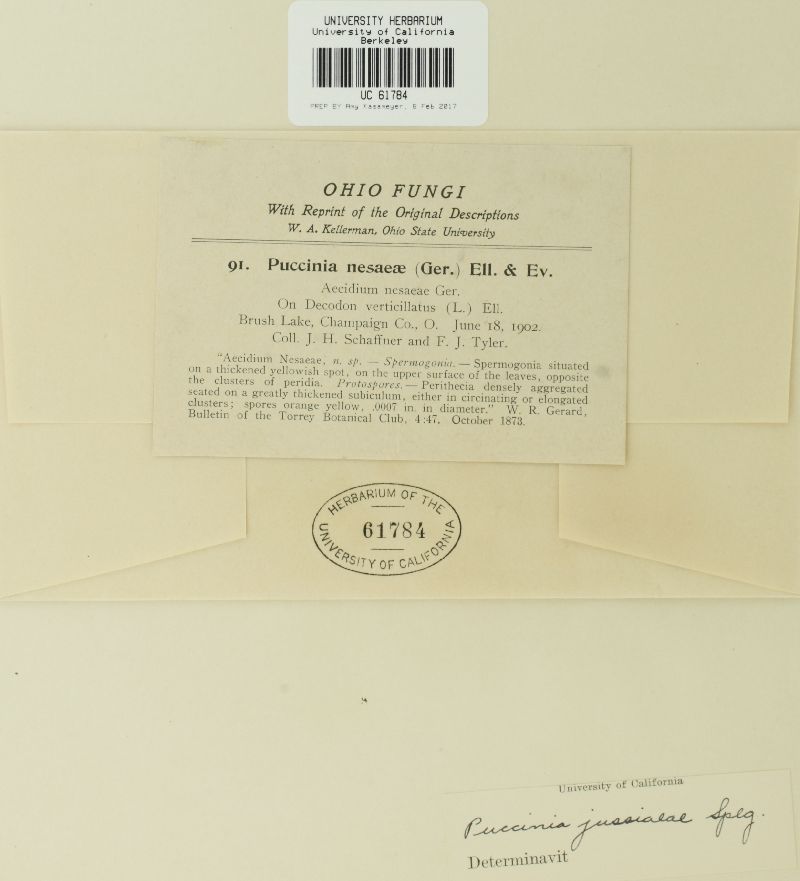 UNIVERSITY HERBARIUM
University of California
Berkeley
UC 61784
PREP BY Amy Kasameyer, 6 Feb 2017
OHIO FUNGI
With Reprint of the Original Descriptions
W. A. Kellerman, Ohio State University
91. Puccinia nesaeæ (Ger.) Ell. & Ev.
Aecidium nesaeae Ger.
On Decodon verticillatus (L.) Ell.
Brush Lake, Champaign Co., O. June 18, 1902.
Coll. J. H. Schaffner and F. J. Tyler.
"Aecidium Nesaeae, n. sp. — Spermogonia. — Spermogonia situated
on a thickened yellowish spot, on the upper surface of the leaves, opposite
the clusters of peridia. Protospores. — Perithecia densely aggregated
seated on a greatly thickened subiculum, either in circinating or elongated
clusters; spores orange yellow, .0007 in. in diameter." W. R. Gerard,
Bulletin of the Torrey Botanical Club, 4:47, October 1873.
HERBARIUM OF THE
61784
UNIVERSITY OF CALIFORNIA
University of California
Puccinia jussiaeae Speg.
Determinavit